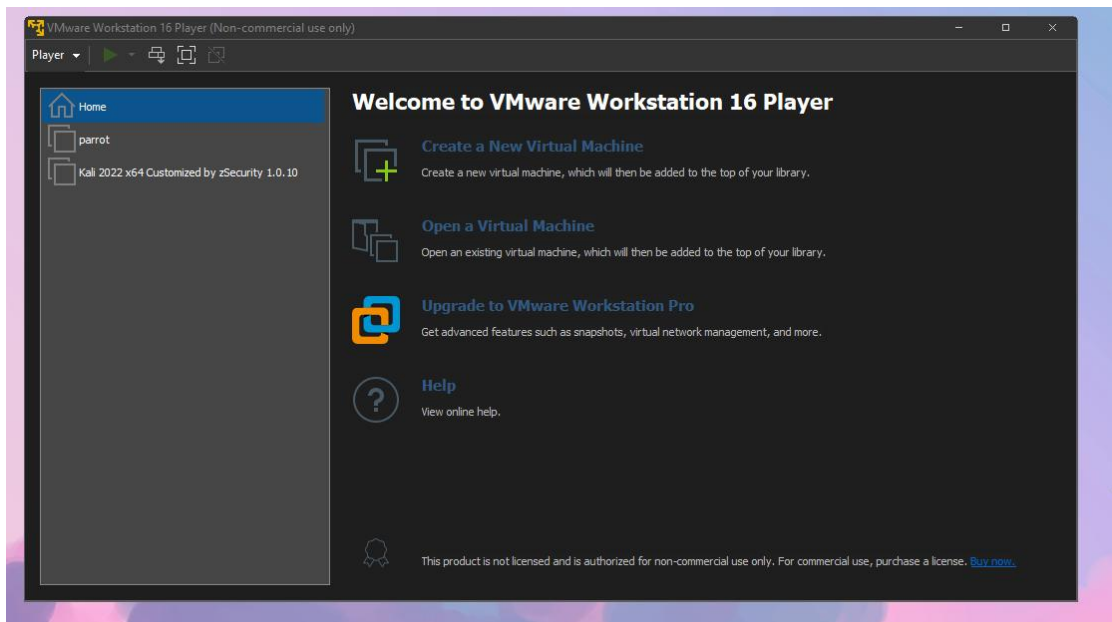 VMware Workstation 16 Player (Non-commercial use only)
Player
Home
parrot
Kali 2022 x64 Customized by zSecurity 1.0.10
Welcome to VMware Workstation 16 Player
Create a New Virtual Machine
Create a new virtual machine, which will then be added to the top of your library.
Open a Virtual Machine
Open an existing virtual machine, which will then be added to the top of your library.
Upgrade to VMware Workstation Pro
Get advanced features such as snapshots, virtual network management, and more.
Help
View online help.
This product is not licensed and is authorized for non-commercial use only. For commercial use, purchase a license. Buy now.